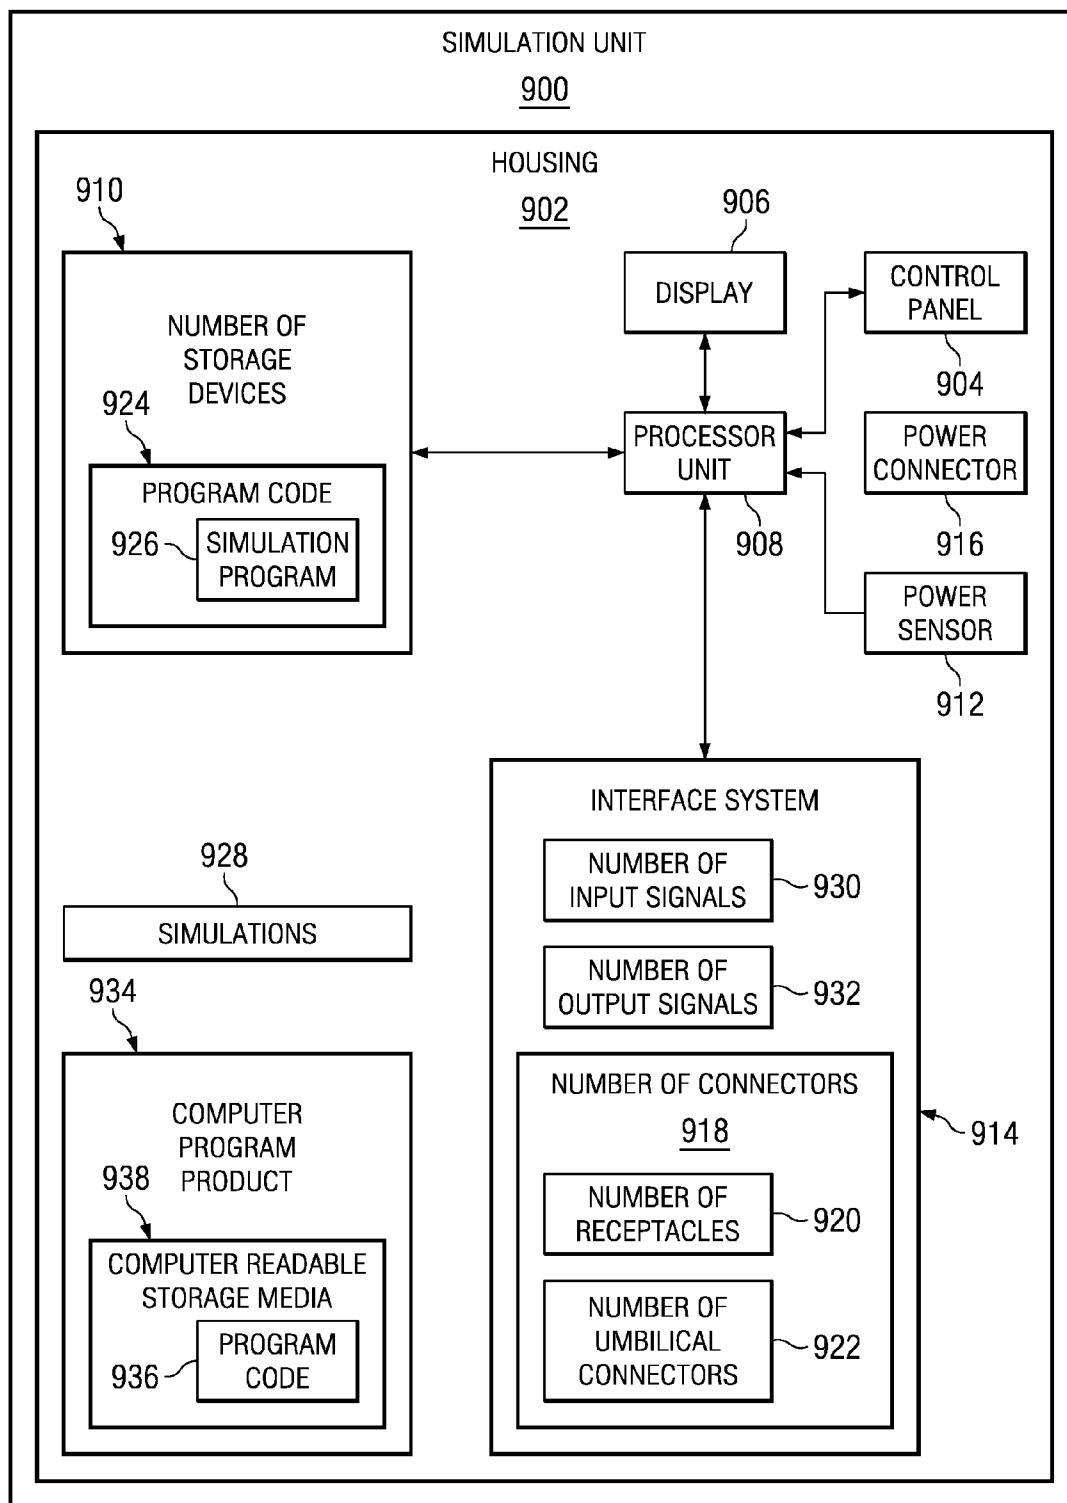 SIMULATION UNIT
900
HOUSING
902
910
906
NUMBER OF
STORAGE
DEVICES
DISPLAY
CONTROL
PANEL
904
924
PROGRAM CODE
926
SIMULATION
PROGRAM
PROCESSOR
UNIT
908
POWER
CONNECTOR
916
POWER
SENSOR
912
INTERFACE SYSTEM
NUMBER OF
INPUT SIGNALS
930
928
SIMULATIONS
NUMBER OF
OUTPUT SIGNALS
932
934
COMPUTER
PROGRAM
PRODUCT
938
COMPUTER READABLE
STORAGE MEDIA
936
PROGRAM
CODE
NUMBER OF CONNECTORS
918
914
NUMBER OF
RECEPTACLES
920
NUMBER OF
UMBILICAL
CONNECTORS
922